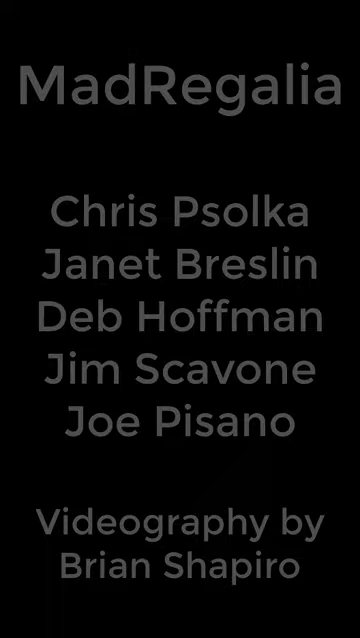 MadRegalia
Chris Psolka
Janet Breslin
Deb Hoffman
Jim Scavone
Joe Pisano
Videography by
Brian Shapiro